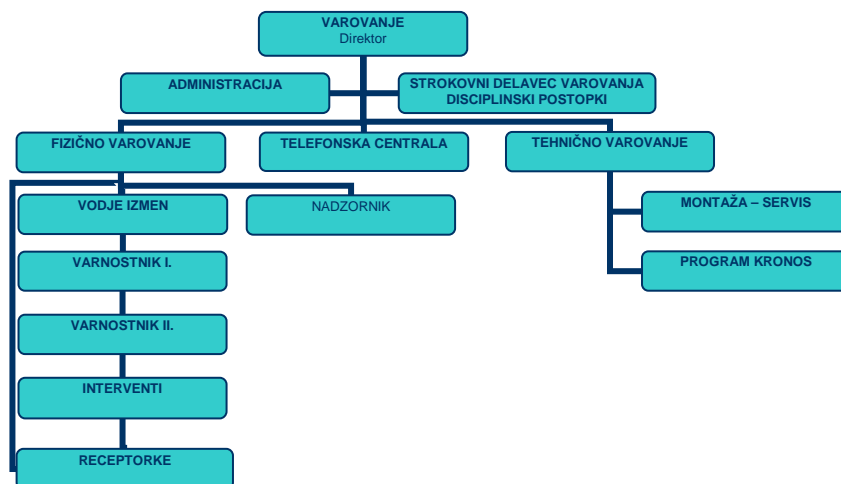 VAROVANJE
Direktor
ADMINISTRACIJA
STROKOVNI DELAVEC VAROVANJA
DISCIPLINSKI POSTOPKI
FIZIČNO VAROVANJE
TELEFONSKA CENTRALA
TEHNIČNO VAROVANJE
VODJE IZMEN
NADZORNIK
MONTAŽA – SERVIS
VARNOSTNIK I.
PROGRAM KRONOS
VARNOSTNIK II.
INTERVENTI
RECEPTORKE